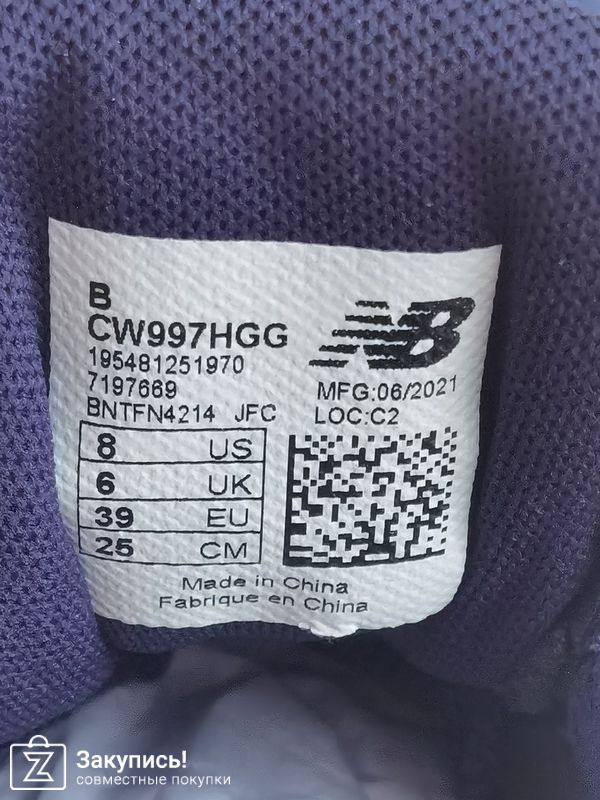 B
CW997HGG
195481251970
7197669
BNTFN4214 JFC
NB
MFG:06/2021
LOC:C2
8 US
6 UK
39 EU
25 CM
Made in China
Fabrique en China
Z
Закупись!
совместные покупки